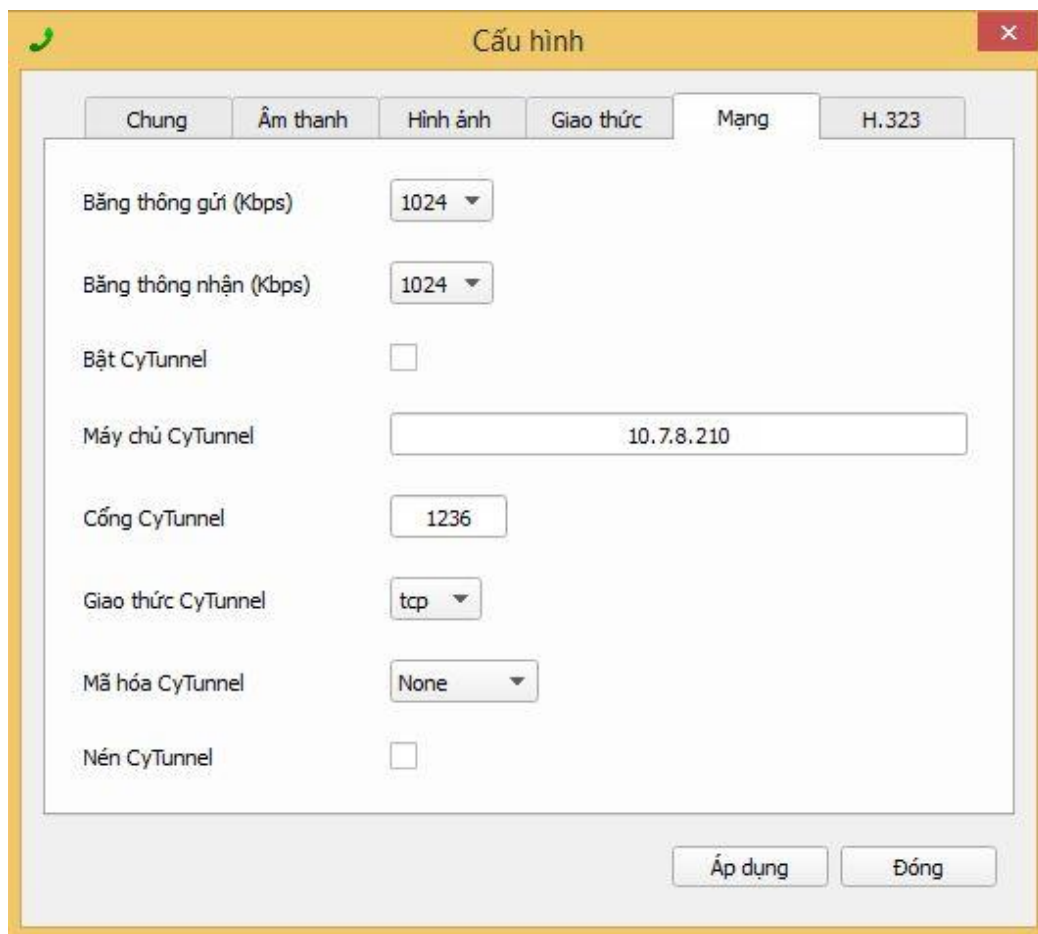 Cấu hình
Chung Âm thanh Hình ảnh Giao thức Mạng H.323
Băng thông gửi (Kbps) 1024
Băng thông nhận (Kbps) 1024
Bật CyTunnel
Máy chủ CyTunnel 10.7.8.210
Cổng CyTunnel 1236
Giao thức CyTunnel tcp
Mã hóa CyTunnel None
Nén CyTunnel
Áp dụng Đóng